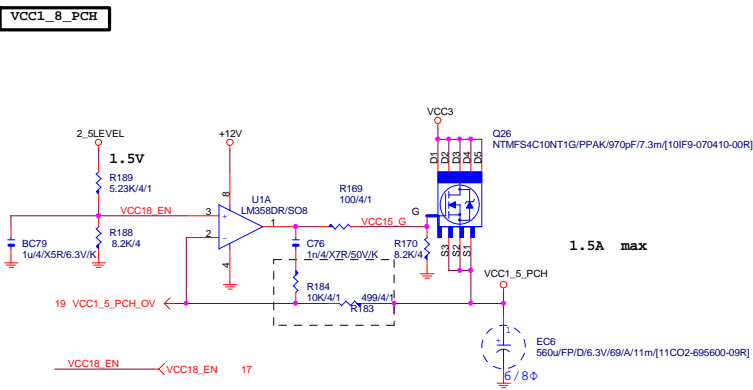 VCC1_8_PCH
VCC3
Q26
NTMFS4C10NT1G/PPAK/970pF/7.3m/[10IF9-070410-00R]
2_5LEVEL
+12V
1.5V
D1
D2
D3
D4
D5
R189
5.23K/4/1
8
U1A
LM358DR/SO8
R169
100/4/1
VCC18_EN
3
+
1
VCC15_G
G
2
-
R188
8.2K/4
BC79
1u/4/X5R/6.3V/K
4
C76
1n/4/X7R/50V/K
R170
8.2K/4
S3
S2
S1
1.5A max
VCC1_5_PCH
R184
10K/4/1
499/4/1
R183
19 VCC1_5_PCH_OV
1
+
EC6
560u/FP/D/6.3V/69/A/11m/[11CO2-695600-09R]
6/8Φ
VCC18_EN
VCC18_EN 17